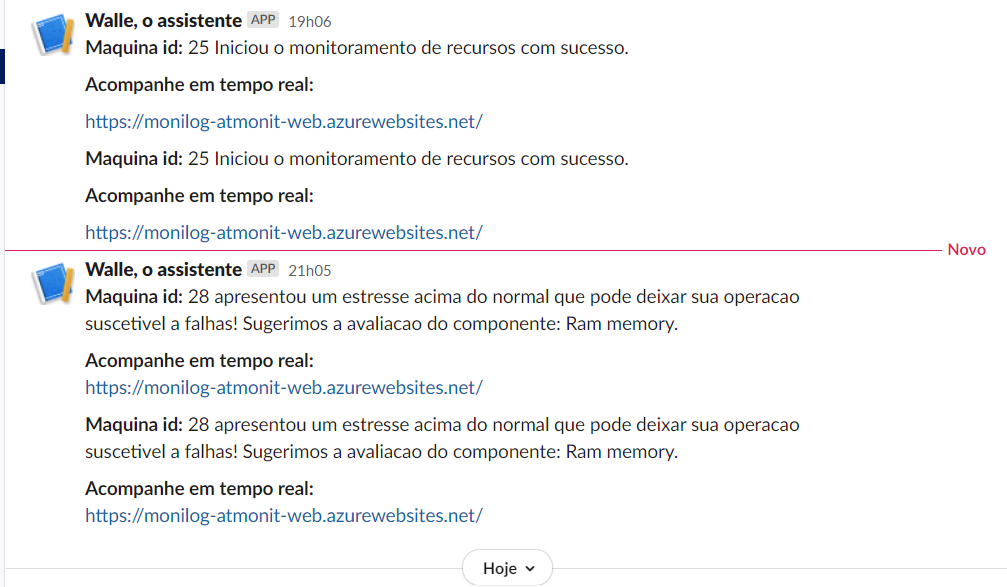 Walle, o assistente APP 19h06
Maquina id: 25 Iniciou o monitoramento de recursos com sucesso.
Acompanhe em tempo real:
https://monilog-atmonit-web.azurewebsites.net/
Maquina id: 25 Iniciou o monitoramento de recursos com sucesso.
Acompanhe em tempo real:
https://monilog-atmonit-web.azurewebsites.net/
Novo
Walle, o assistente APP 21h05
Maquina id: 28 apresentou um estresse acima do normal que pode deixar sua operacao
suscetivel a falhas! Sugerimos a avaliacao do componente: Ram memory.
Acompanhe em tempo real:
https://monilog-atmonit-web.azurewebsites.net/
Maquina id: 28 apresentou um estresse acima do normal que pode deixar sua operacao
suscetivel a falhas! Sugerimos a avaliacao do componente: Ram memory.
Acompanhe em tempo real:
https://monilog-atmonit-web.azurewebsites.net/
Hoje